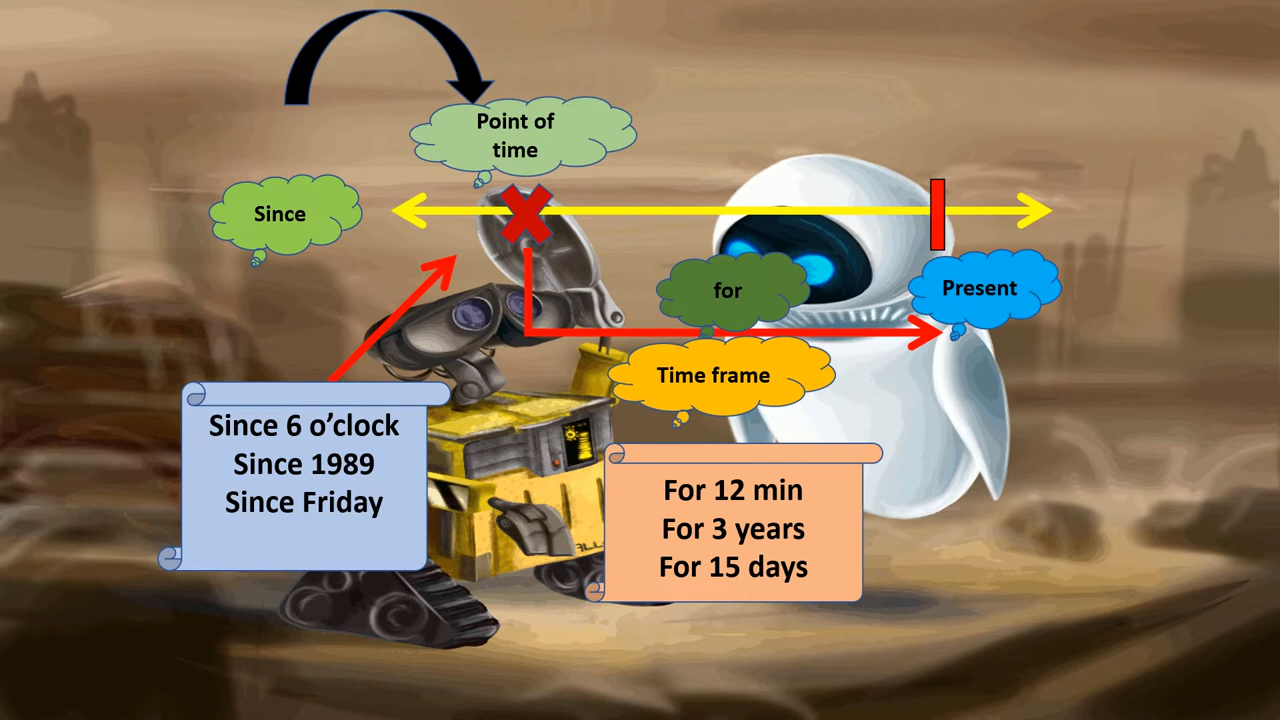 Point of
time
Since
for
Present
Time frame
Since 6 o’clock
Since 1989
Since Friday
For 12 min
For 3 years
For 15 days